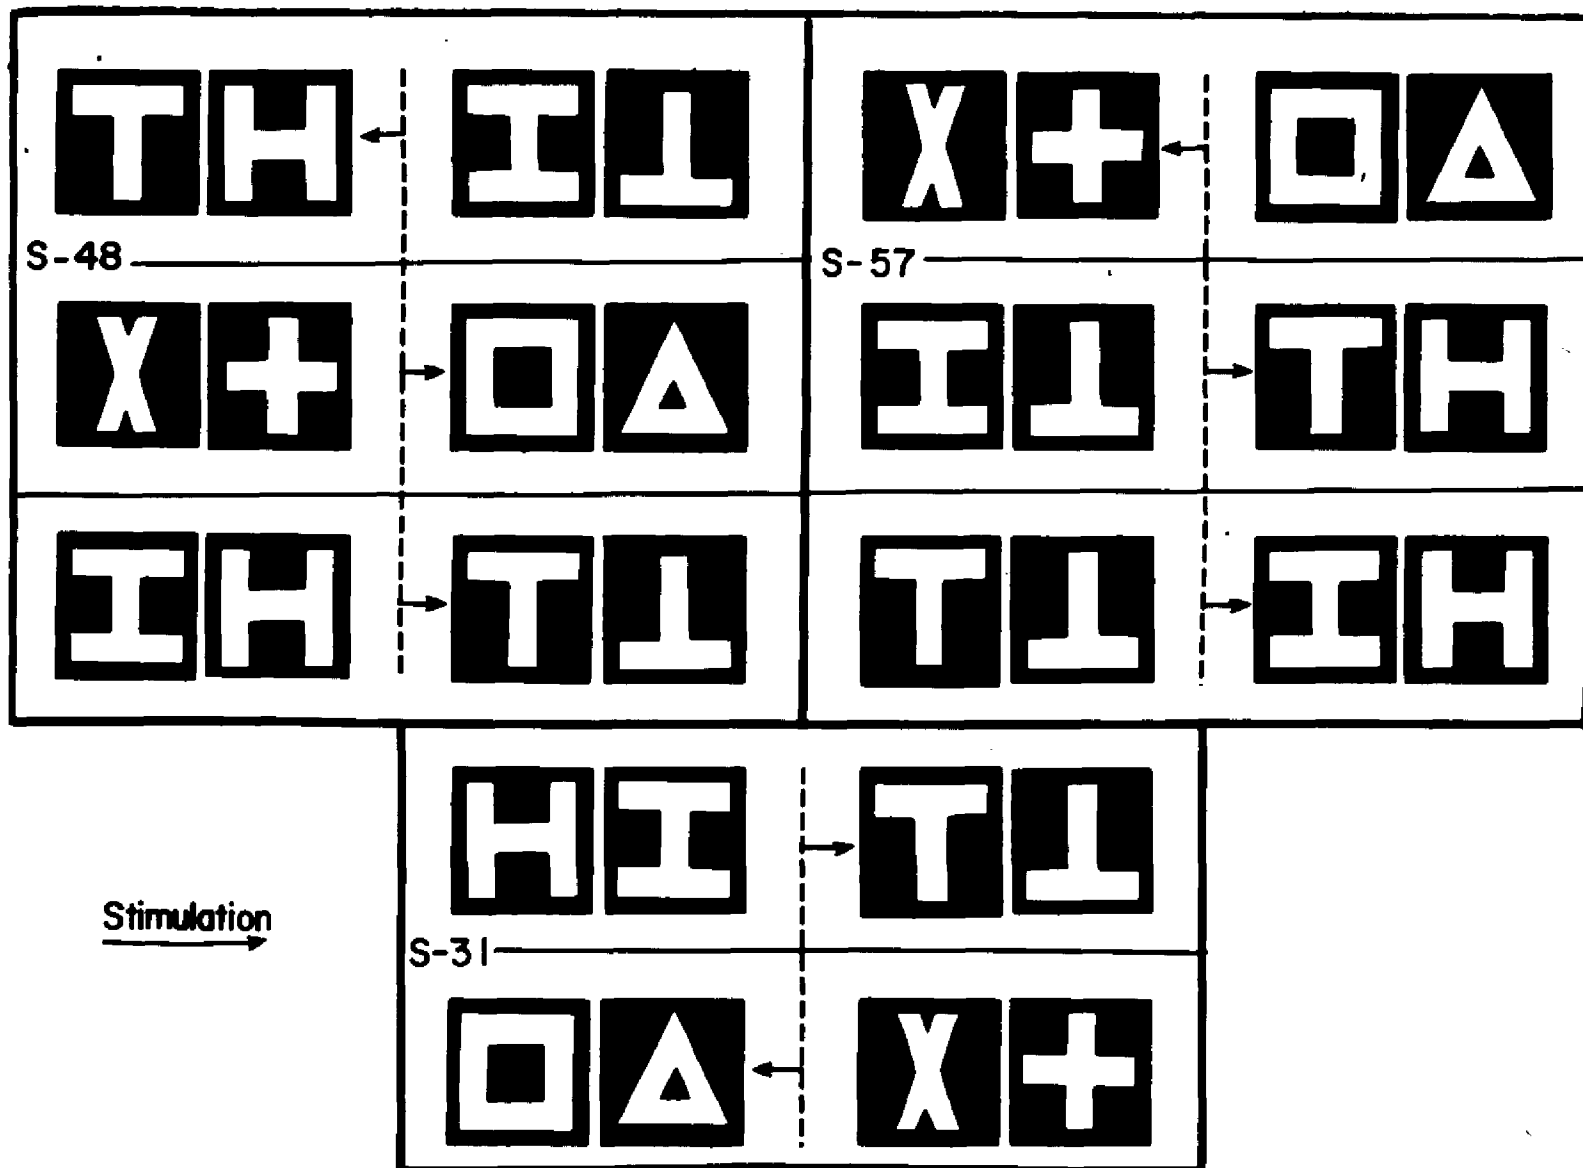 T H I ⊥ X + □ △
S-48 S-57
X + □ △ I ⊥ T H
I H T ⊥ T ⊥ I H
H I T ⊥
Stimulation
S-31
□ △ X +